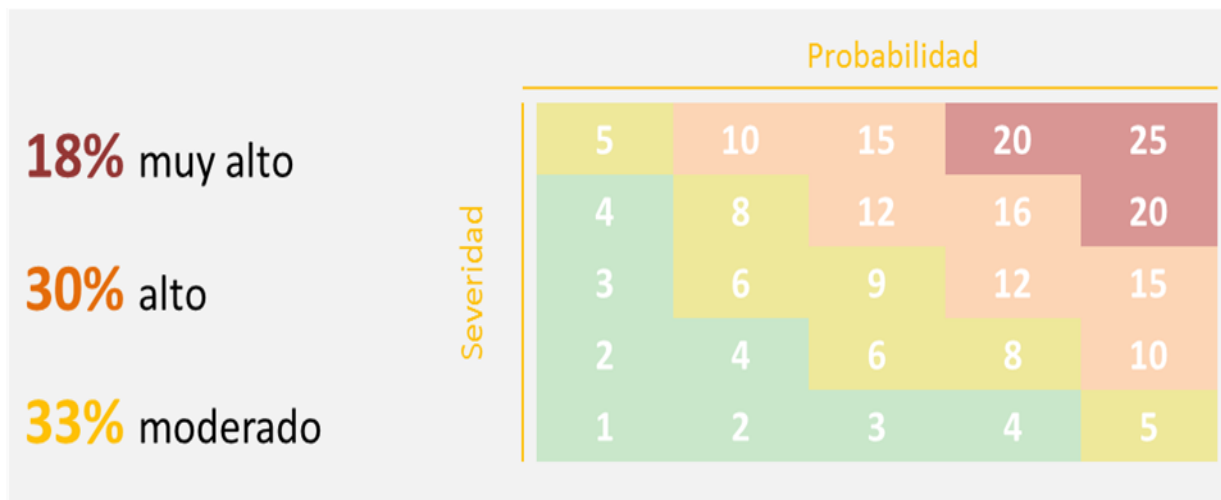 Probabilidad
18% muy alto
30% alto
33% moderado
Severidad
5 10 15 20 25
4 8 12 16 20
3 6 9 12 15
2 4 6 8 10
1 2 3 4 5